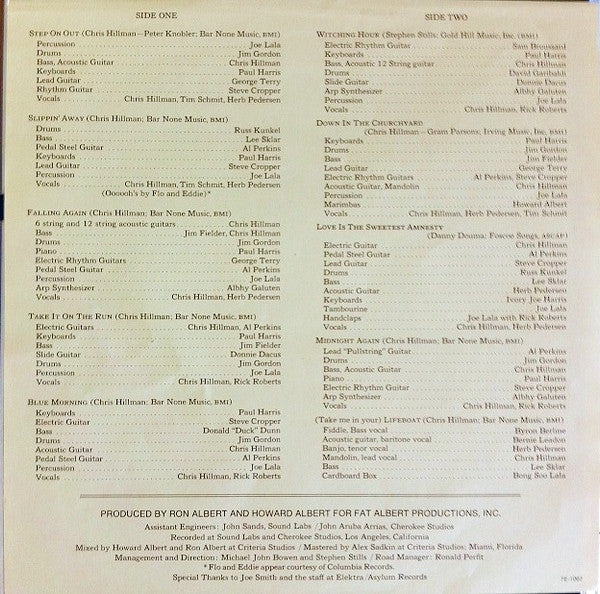 SIDE ONE
STEP ON OUT (Chris Hillman—Peter Knobler; Bar None Music, BMI)
Percussion Joe Lala
Drums Jim Gordon
Bass, Acoustic Guitar Chris Hillman
Keyboards Paul Harris
Lead Guitar George Terry
Rhythm Guitar Steve Cropper
Vocals Chris Hillman, Tim Schmit, Herb Pedersen
SLIPPIN' AWAY (Chris Hillman; Bar None Music, BMI)
Drums Russ Kunkel
Bass Lee Sklar
Pedal Steel Guitar Al Perkins
Keyboards Paul Harris
Lead Guitar Steve Cropper
Percussion Joe Lala
Vocals Chris Hillman, Tim Schmit, Herb Pedersen
(Oooooh's by Flo and Eddie)*
FALLING AGAIN (Chris Hillman; Bar None Music, BMI)
6 string and 12 string acoustic guitars Chris Hillman
Bass Jim Fielder, Chris Hillman
Drums Jim Gordon
Piano Paul Harris
Electric Rhythm Guitars George Terry
Pedal Steel Guitar Al Perkins
Percussion Joe Lala
Arp Synthesizer Albhy Galuten
Vocals Chris Hillman, Herb Pedersen
TAKE IT ON THE RUN (Chris Hillman; Bar None Music, BMI)
Electric Guitars Chris Hillman, Al Perkins
Keyboards Paul Harris
Bass Jim Fielder
Slide Guitar Donnie Dacus
Drums Jim Gordon
Percussion Joe Lala
Vocals Chris Hillman, Rick Roberts
BLUE MORNING (Chris Hillman; Bar None Music, BMI)
Keyboards Paul Harris
Electric Guitar Steve Cropper
Bass Donald "Duck" Dunn
Drums Jim Gordon
Acoustic Guitar Chris Hillman
Pedal Steel Guitar Al Perkins
Percussion Joe Lala
Vocals Chris Hillman, Rick Roberts
SIDE TWO
WITCHING HOUR (Stephen Stills; Gold Hill Music, Inc. (BMI)
Electric Rhythm Guitar Sam Broussard
Keyboards Paul Harris
Bass, Acoustic 12 String guitar Chris Hillman
Drums David Garibaldi
Slide Guitar Donnie Dacus
Arp Synthesizer Albhy Galuten
Percussion Joe Lala
Vocals Chris Hillman, Rick Roberts
DOWN IN THE CHURCHYARD
(Chris Hillman—Gram Parsons; Irving Music, Inc. BMI)
Keyboards Paul Harris
Drums Jim Gordon
Bass Jim Fielder
Lead Guitar George Terry
Electric Rhythm Guitars Al Perkins, Steve Cropper
Acoustic Guitar, Mandolin Chris Hillman
Percussion Joe Lala
Marimbas Howard Albert
Vocals Chris Hillman, Herb Pedersen, Tim Schmit
LOVE IS THE SWEETEST AMNESTY
(Danny Douma; Fowcoe Songs, ASCAP)
Electric Guitar Chris Hillman
Pedal Steel Guitar Al Perkins
Lead Guitar Steve Cropper
Drums Russ Kunkel
Bass Lee Sklar
Acoustic Guitar Herb Pedersen
Keyboards Ivory Joe Harris
Tambourine Joe Lala
Handclaps Joe Lala with Rick Roberts
Vocals Chris Hillman, Herb Pedersen
MIDNIGHT AGAIN (Chris Hillman; Bar None Music, BMI)
Lead "Pullstring" Guitar Al Perkins
Drums Jim Gordon
Bass, Acoustic Guitar Chris Hillman
Piano Paul Harris
Electric Rhythm Guitar Steve Cropper
Arp Synthesizer Albhy Galuten
Vocals Chris Hillman, Rick Roberts
(Take me in your) LIFEBOAT (Chris Hillman; Bar None Music, BMI)
Fiddle, Bass vocal Byron Berline
Acoustic guitar, baritone vocal Bernie Leadon
Banjo, tenor vocal Herb Pedersen
Mandolin, lead vocal Chris Hillman
Bass Lee Sklar
Cardboard Box Bong Soo Lala
PRODUCED BY RON ALBERT AND HOWARD ALBERT FOR FAT ALBERT PRODUCTIONS, INC.
Assistant Engineers: John Sands, Sound Labs / John Aruba Arrias, Cherokee Studios
Recorded at Sound Labs and Cherokee Studios, Los Angeles, California
Mixed by Howard Albert and Ron Albert at Criteria Studios / Mastered by Alex Sadkin at Criteria Studios; Miami, Florida
Management and Direction: Michael John Bowen and Stephen Stills / Road Manager: Ronald Perfit
* Flo and Eddie appear courtesy of Columbia Records.
Special Thanks to Joe Smith and the staff at Elektra/Asylum Records
7E-1062